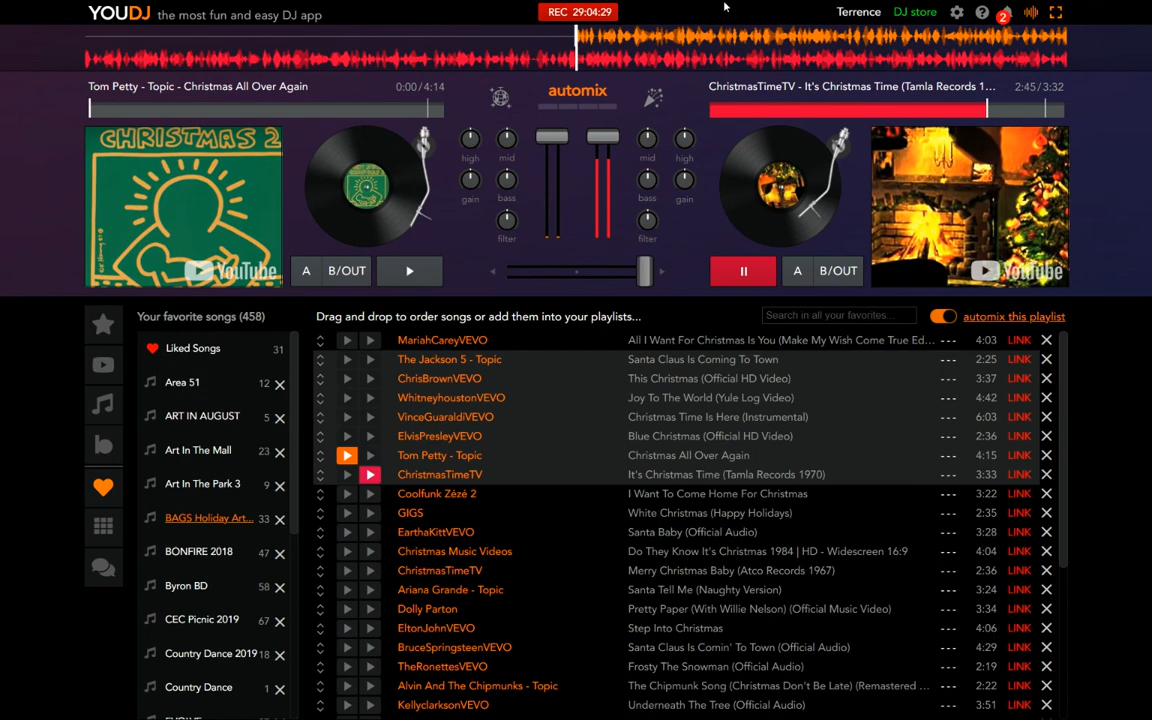 YOUDJ the most fun and easy DJ app
REC 29:04:29
Terrence DJ store 2
Tom Petty - Topic - Christmas All Over Again 0:00/4:14
automix
ChristmasTimeTV - It's Christmas Time (Tamla Records 1... 2:45/3:32
CHRISTMAS 2
high mid mid high
gain bass bass gain
filter filter
YouTube
A B/OUT
A B/OUT
YouTube
Your favorite songs (458)
Drag and drop to order songs or add them into your playlists...
Search in all your favorites...
automix this playlist
Liked Songs 31
Area 51 12
ART IN AUGUST 5
Art In The Mall 23
Art In The Park 3 9
BAGS Holiday Art... 33
BONFIRE 2018 47
Byron BD 58
CEC Picnic 2019 67
Country Dance 2019 18
Country Dance 1
MariahCareyVEVO All I Want For Christmas Is You (Make My Wish Come True Ed... --- 4:03 LINK
The Jackson 5 - Topic Santa Claus Is Coming To Town --- 2:25 LINK
ChrisBrownVEVO This Christmas (Official HD Video) --- 3:37 LINK
WhitneyhoustonVEVO Joy To The World (Yule Log Video) --- 4:42 LINK
VinceGuaraldiVEVO Christmas Time Is Here (Instrumental) --- 6:03 LINK
ElvisPresleyVEVO Blue Christmas (Official HD Video) --- 2:36 LINK
Tom Petty - Topic Christmas All Over Again --- 4:15 LINK
ChristmasTimeTV It's Christmas Time (Tamla Records 1970) --- 3:33 LINK
Coolfunk Zézé 2 I Want To Come Home For Christmas --- 3:22 LINK
GIGS White Christmas (Happy Holidays) --- 2:35 LINK
EarthaKittVEVO Santa Baby (Official Audio) --- 3:28 LINK
Christmas Music Videos Do They Know It's Christmas 1984 | HD - Widescreen 16:9 --- 4:04 LINK
ChristmasTimeTV Merry Christmas Baby (Atco Records 1967) --- 2:36 LINK
Ariana Grande - Topic Santa Tell Me (Naughty Version) --- 3:24 LINK
Dolly Parton Pretty Paper (With Willie Nelson) (Official Music Video) --- 3:34 LINK
EltonJohnVEVO Step Into Christmas --- 4:06 LINK
BruceSpringsteenVEVO Santa Claus Is Comin' To Town (Official Audio) --- 4:29 LINK
TheRonettesVEVO Frosty The Snowman (Official Audio) --- 2:19 LINK
Alvin And The Chipmunks - Topic The Chipmunk Song (Christmas Don't Be Late) (Remastered ... --- 2:22 LINK
KellyclarksonVEVO Underneath The Tree (Official Audio) --- 3:51 LINK